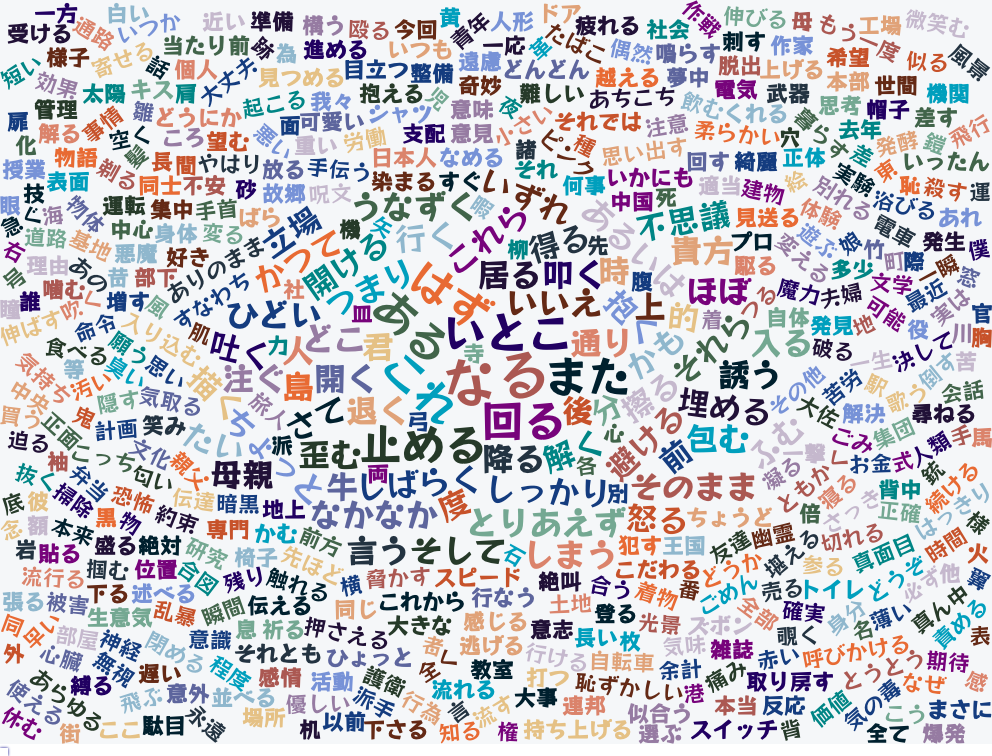 一方
白い
いつか
近い
準備
構う
殴る
今回
黄
青年
人形
ドア
疲れる
社会
作戦
伸びる
母
もう一度
工場
微笑む
受ける
通路
様子
寄せる
話
当たり前
為
進める
いつも
一応
遠慮
たばこ
偶然
鳴らす
刺す
作家
希望
似る
風景
短い
効果
太陽
キス
肩
個人
大丈夫
見つめる
目立つ
整備
奇妙
どんどん
越える
夢中
脱出
上げる
本部
世間
機関
扉
管理
雛
起こる
我々
抱える
児
意味
夜
難しい
あちこち
飲む
くれる
電気
武器
思考
帽子
差す
化
解る
事情
空く
どうにか
悪い
面
可愛い
シャツ
支配
意見
小さい
それでは
注意
柔らかい
穴
暮らす
去年
発酵
鏡
飛行
授業
物語
長間
ころ
望む
やはり
重い
労働
日本人
なめる
諸
ピンク
種
思い出す
回す
綺麗
正体
差
東
いったん
眼
技
表面
剃る
同士
不安
砂
放る
故郷
手伝う
呪文
染まる
すぐ
いずれ
それ
何事
いかにも
中国
死
適当
建物
絵
別れる
実験
浴びる
恥
殺す
運
急
海
物体
運転
集中
手首
ばら
立場
機
矢
うなずく
暇
これら
柳
得る
先
ある
不思議
見送る
体験
遊ぶ
娘
電車
あれ
右
道路
基地
中心
身体
変る
悪魔
好き
ありのまま
かつて
開ける
行く
居る
叩く
時
腹
いは
貴方
プロ
変える
竹
町
際
発生
僕
号
理由
あの
苔
部下
すなわち
社
つまり
はず
いいえ
抱く
上
ほぼ
駆る
多少
魔力
夫婦
文学
最近
一瞬
窓
瞳
誰
噛む
吹く
増す
風
ひどい
皿
ある
いとこ
通り
的
着
つる
自体
発見
地
可能
役
実は
官
伸ばす
命令
入り込む
肌
吐く
力
人
どこ
君
寺
かも
それら
入る
破る
一生
決して
川
胸
食べる
願う
思い
描く
注ぐ
島
開く
くれ
なる
また
誘う
その他
苦労
駅
歌う
倒す
苦
気持ち
等
汚い
臭い
気取る
旅人
さて
退く
弓
回る
後
分
擦る
埋める
大佐
解決
会話
尋ねる
中央
買う
鬼
隠す
笑み
たい
ちょっと
派
歪む
止める
降る
解く
心
避ける
前
包む
ふむ
一撃
ごみ
集団
人類
手馬
迫る
正面
計画
文化
こっち
匂い
親父
母親
両
各
凝る
ともかく
お金
式
銃
抜く
袖
弁当
恐怖
伝達
暗黒
地上
牛
しばらく
しっかり
別
そのまま
倍
寝る
さっき
背中
正確
続ける
はっきり
底
彼
掃除
黒
物
約束
専門
かむ
前方
なかなか
度
とりあえず
怒る
ちょうど
友達
幽霊
堪える
切れる
真面目
時間
様
念
額
本来
盛る
絶対
研究
椅子
先ほど
言う
そして
石
しまう
犯す
王国
どうか
参る
必ず
他
火
岩
貼る
掴む
位置
合図
残り
触れる
横
脅かす
スピード
絶叫
合う
こだわる
着物
番
ごめん
売る
トイレ
どうぞ
翼
流行る
下る
述べる
張る
被害
生意気
乱暴
瞬間
伝える
同じ
これから
行なう
土地
登る
光景
ズボン
全部
確実
身分
薄い
真ん中
責める
同じ
部屋
神経
閉める
意識
息
祈る
押さえる
大きな
感じる
意志
長い
枚
気味
雑誌
覗く
名
表
外
心臓
無視
遅い
程度
それとも
ひょっと
者
全く
逃げる
教室
行ける
自転車
余計
痛み
赤い
呼びかける
とうとう
期待
使える
あらゆる
縛る
飛ぶ
意外
並べる
感情
活動
護衛
流れる
打つ
恥ずかしい
港
取り戻す
なぜ
感
休む
街
ここ
駄目
永遠
場所
優しい
机
以前
派手
下さる
行為
言
知る
流す
権
大事
連邦
持ち上げる
似合う
選ぶ
本当
スイッチ
反応
背
価値
気の毒
全て
こう
まさに
爆発